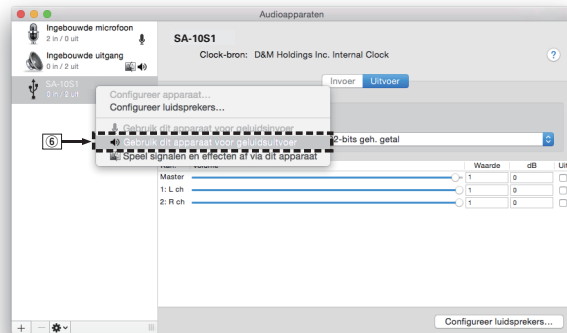 Audioapparaten
Ingebouwde microfoon
2 in / 0 uit
Ingebouwde uitgang
0 in / 2 uit
SA-10S1
0 in / 2 uit
SA-10S1
Clock-bron: D&M Holdings Inc. Internal Clock
?
Invoer Uitvoer
Configureer apparaat...
Configureer luidsprekers...
Gebruik dit apparaat voor geluidsinvoer
⑥ Gebruik dit apparaat voor geluidsuitvoer
Speel signalen en effecten af via dit apparaat
2-bits geh. getal
Volume Waarde dB Uit
Master 1 0
1: L ch 1 0
2: R ch 1 0
Configureer luidsprekers...